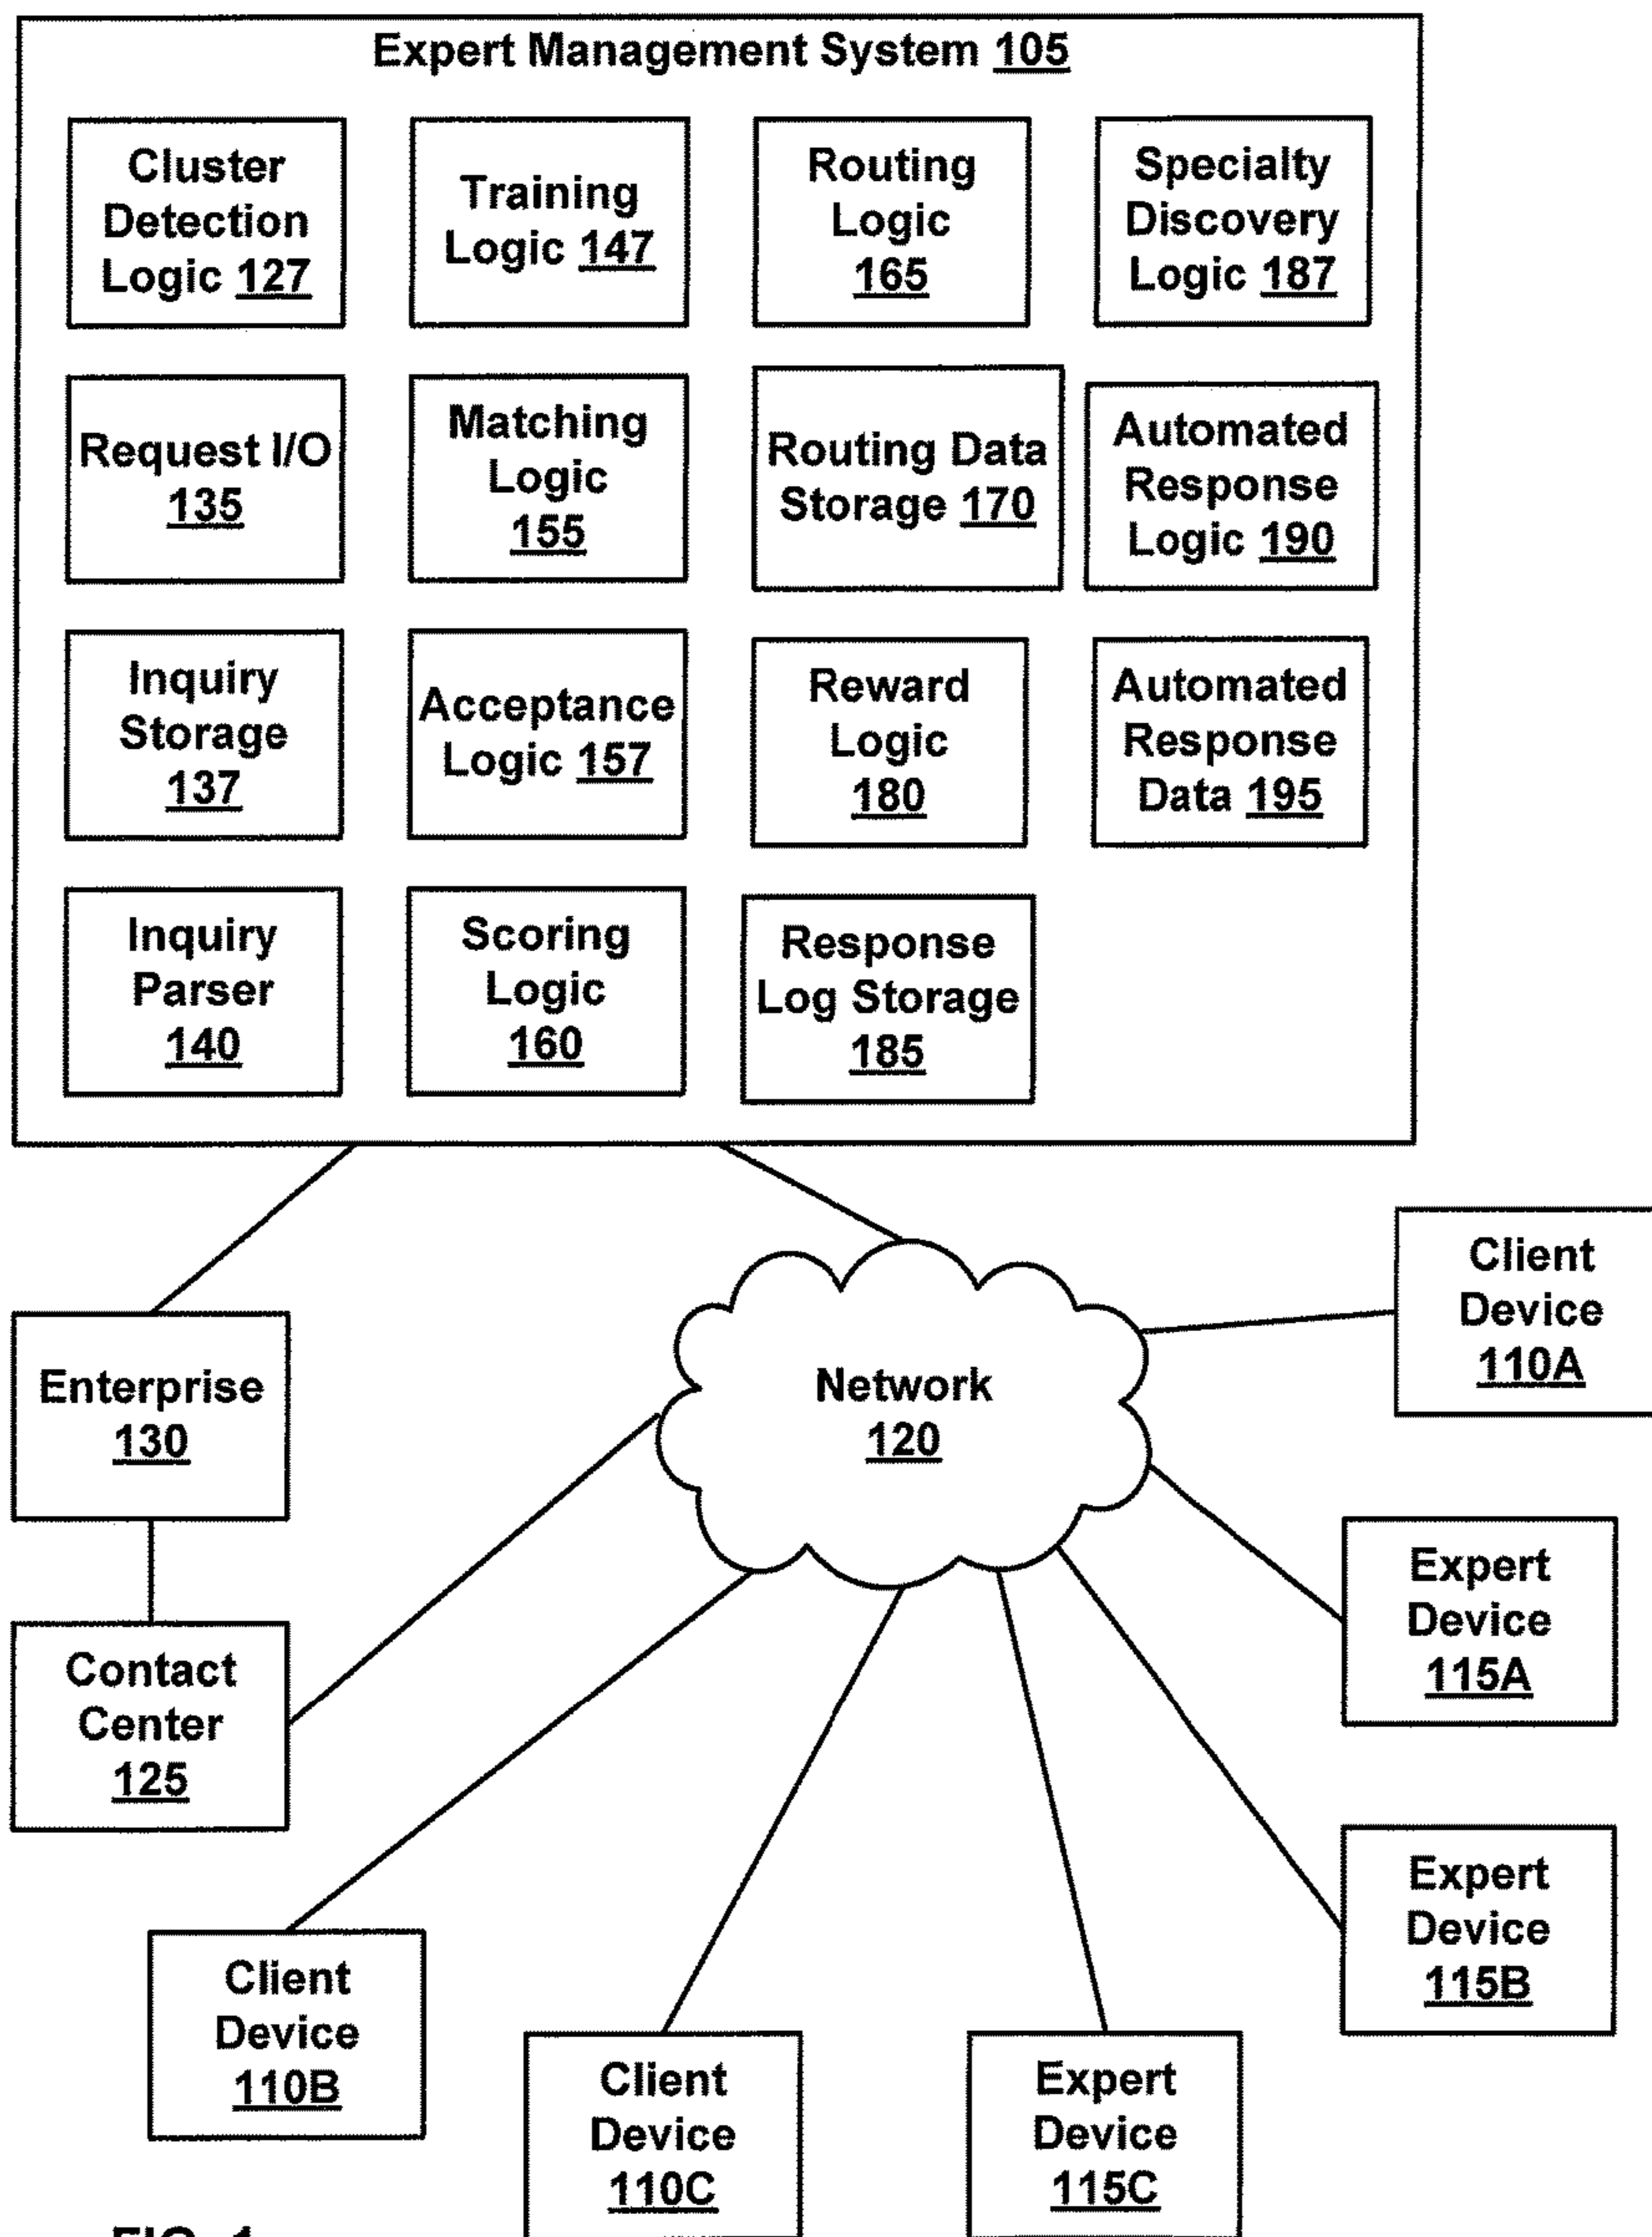 Expert Management System 105
Cluster
Detection
Logic 127
Training
Logic 147
Routing
Logic
165
Specialty
Discovery
Logic 187
Request I/O
135
Matching
Logic
155
Routing Data
Storage 170
Automated
Response
Logic 190
Inquiry
Storage
137
Acceptance
Logic 157
Reward
Logic
180
Automated
Response
Data 195
Inquiry
Parser
140
Scoring
Logic
160
Response
Log Storage
185
Client
Device
110A
Enterprise
130
Network
120
Expert
Device
115A
Contact
Center
125
Expert
Device
115B
Client
Device
110B
Client
Device
110C
Expert
Device
115C
FIG. 1